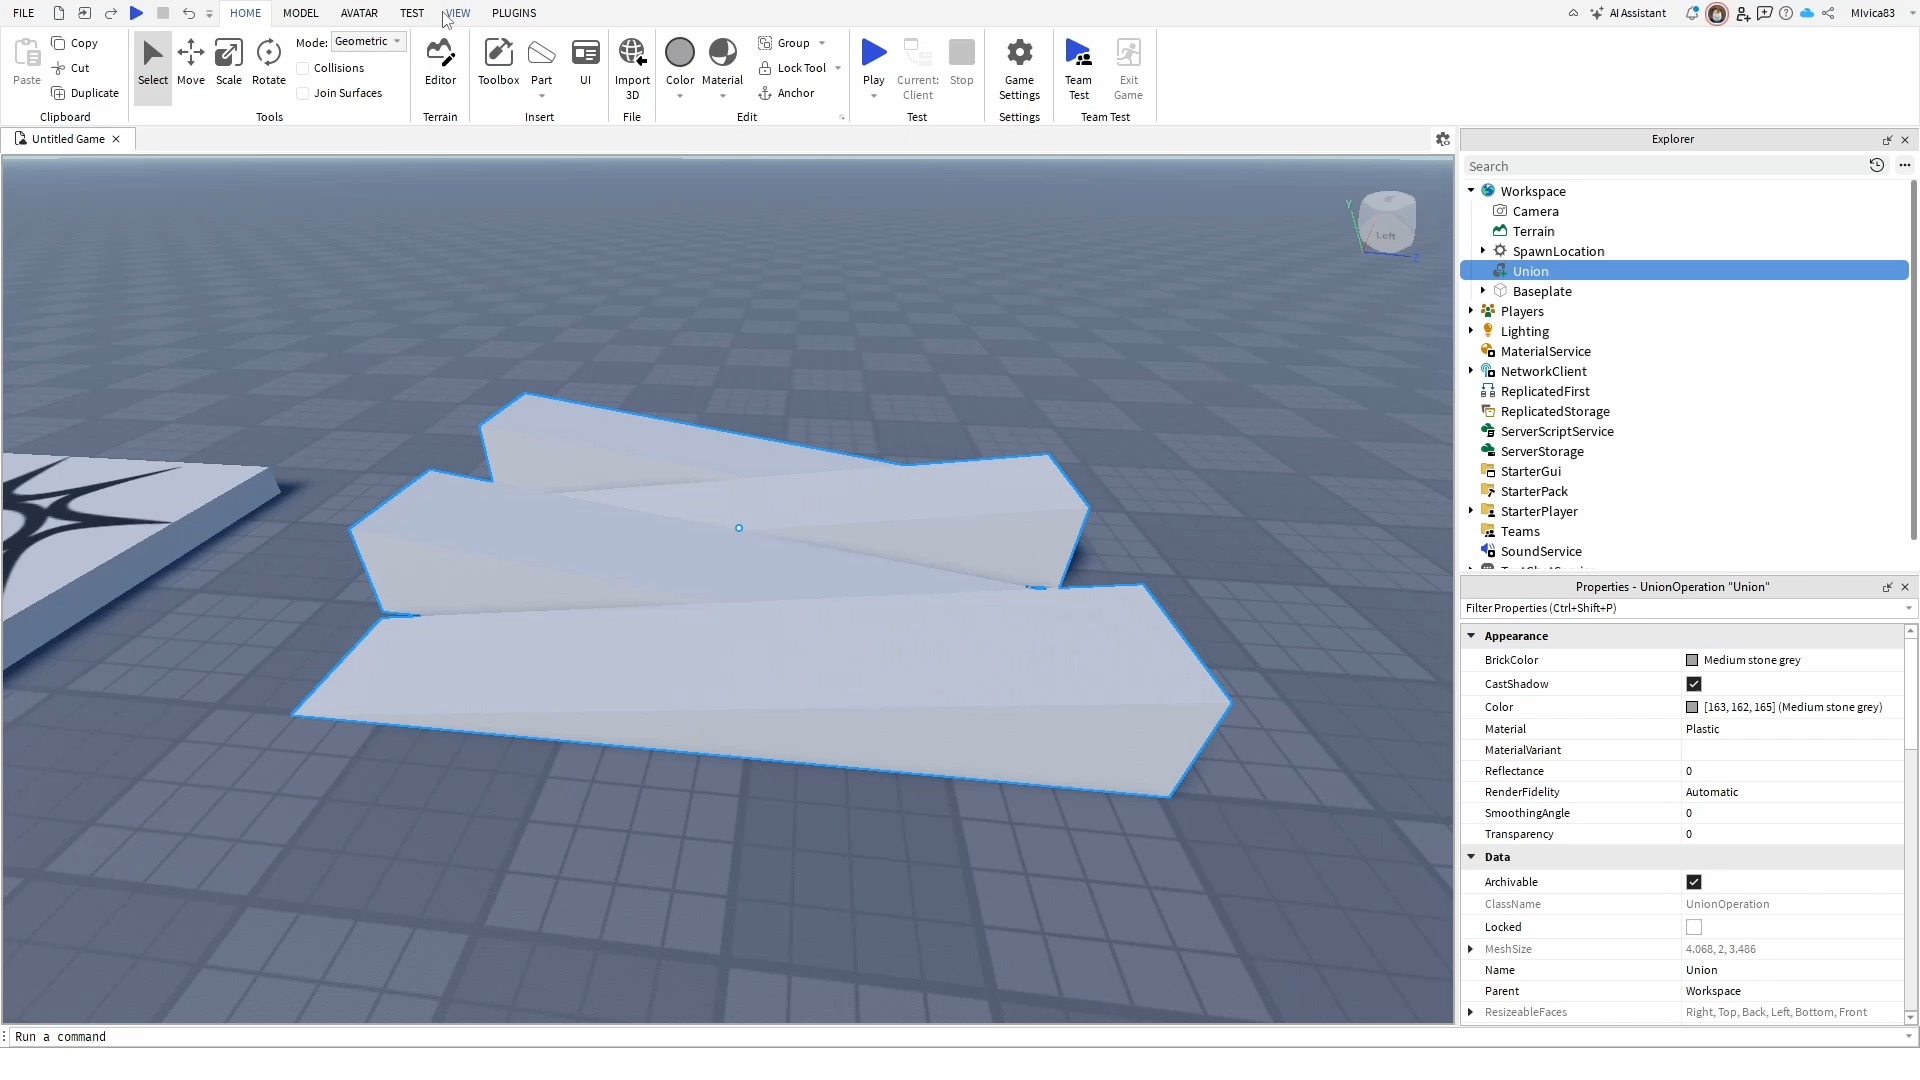 FILE HOME MODEL AVATAR TEST VIEW PLUGINS AI Assistant MIvica83
Paste Copy Cut Duplicate Clipboard
Select Move Scale Rotate Mode: Geometric Collisions Join Surfaces Tools
Editor Terrain
Toolbox Part UI Insert
Import 3D File
Color Material Group Lock Tool Anchor Edit
Play Current: Client Stop Test
Game Settings Settings
Team Test Exit Game Team Test
Untitled Game
Y
Left
Z
Explorer
Search
Workspace
Camera
Terrain
SpawnLocation
Union
Baseplate
Players
Lighting
MaterialService
NetworkClient
ReplicatedFirst
ReplicatedStorage
ServerScriptService
ServerStorage
StarterGui
StarterPack
StarterPlayer
Teams
SoundService
Properties - UnionOperation "Union"
Filter Properties (Ctrl+Shift+P)
Appearance
BrickColor Medium stone grey
CastShadow
Color [163, 162, 165] (Medium stone grey)
Material Plastic
MaterialVariant
Reflectance 0
RenderFidelity Automatic
SmoothingAngle 0
Transparency 0
Data
Archivable
ClassName UnionOperation
Locked
MeshSize 4.068, 2, 3.486
Name Union
Parent Workspace
ResizeableFaces Right, Top, Back, Left, Bottom, Front
Run a command